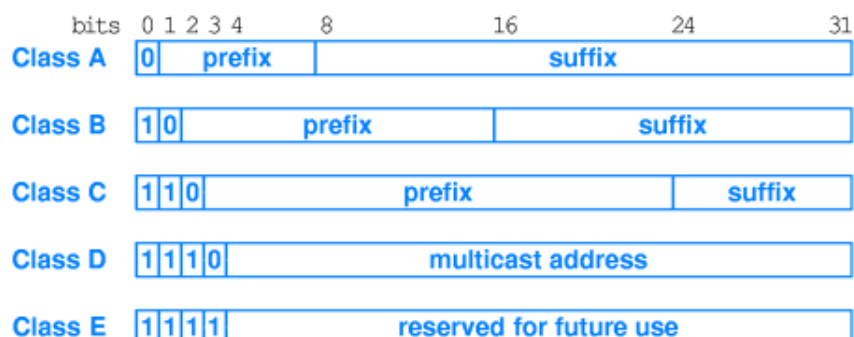 bits 0 1 2 3 4 8 16 24 31
Class A 0 prefix suffix
Class B 1 0 prefix suffix
Class C 1 1 0 prefix suffix
Class D 1 1 1 0 multicast address
Class E 1 1 1 1 reserved for future use